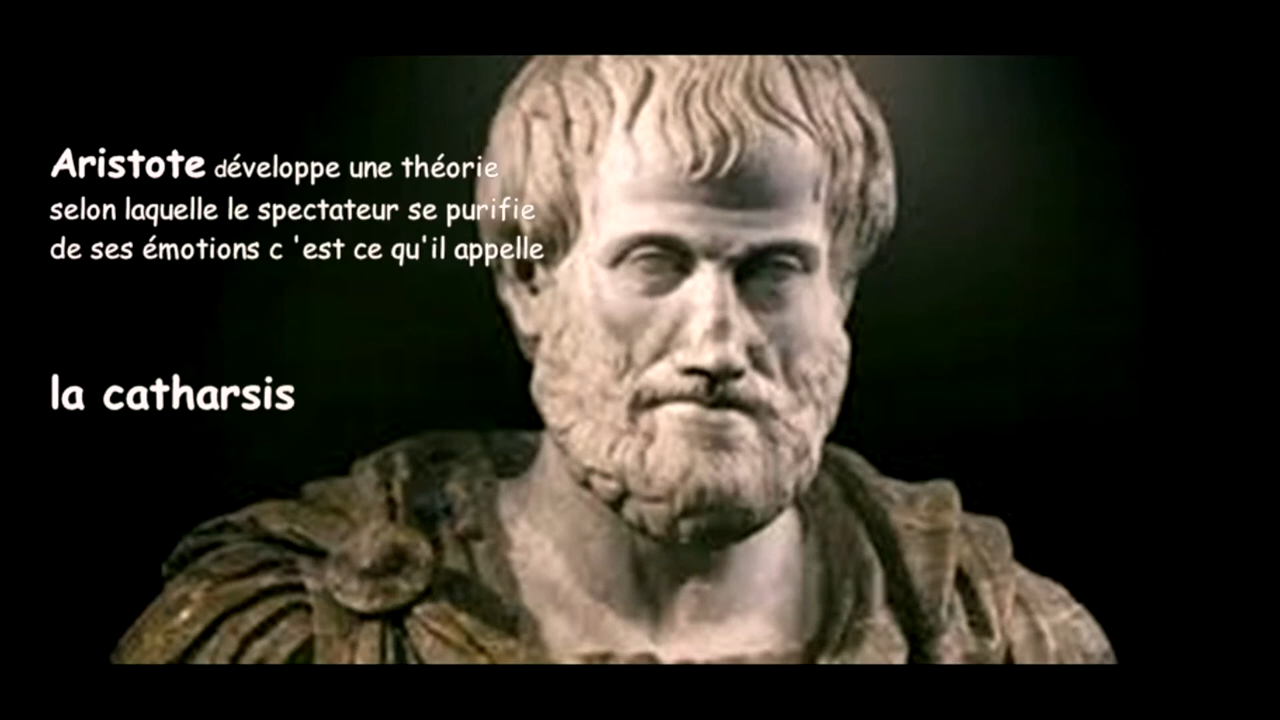 Aristote développe une théorie
selon laquelle le spectateur se purifie
de ses émotions c 'est ce qu'il appelle
la catharsis